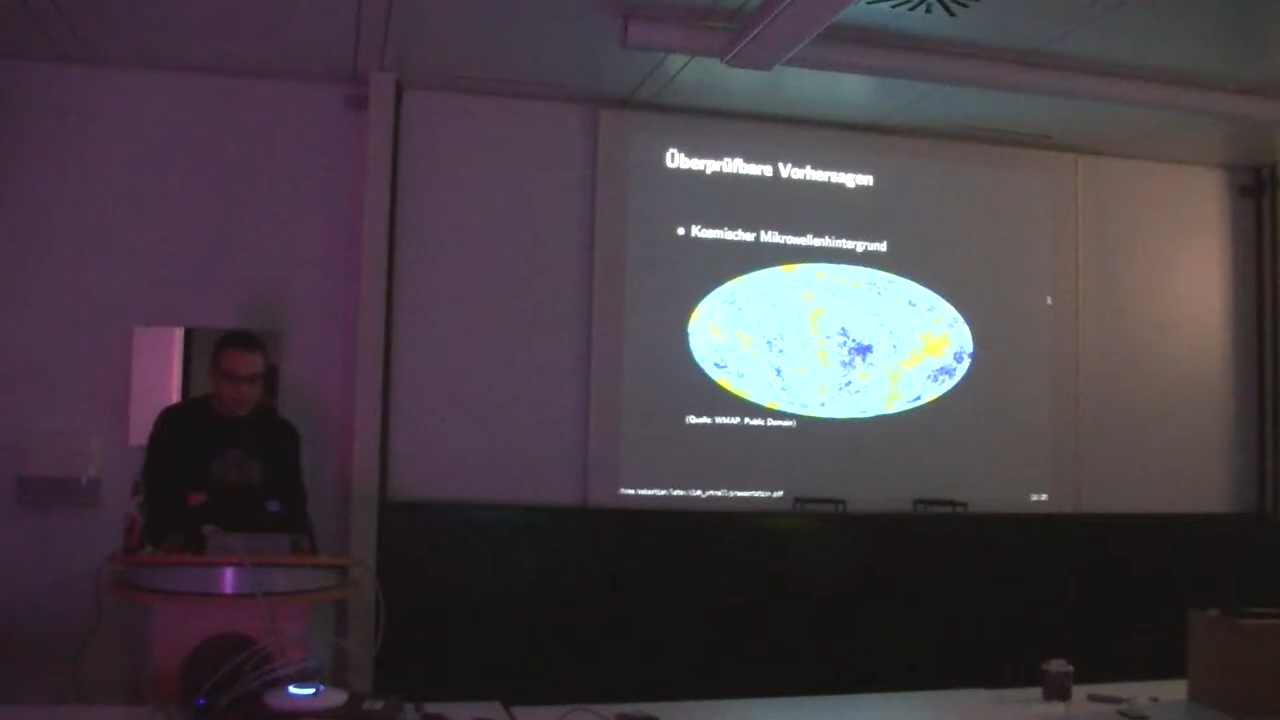 Überprüfbare Vorhersagen
• Kosmischer Mikrowellenhintergrund
(Quelle: WMAP, Public Domain)